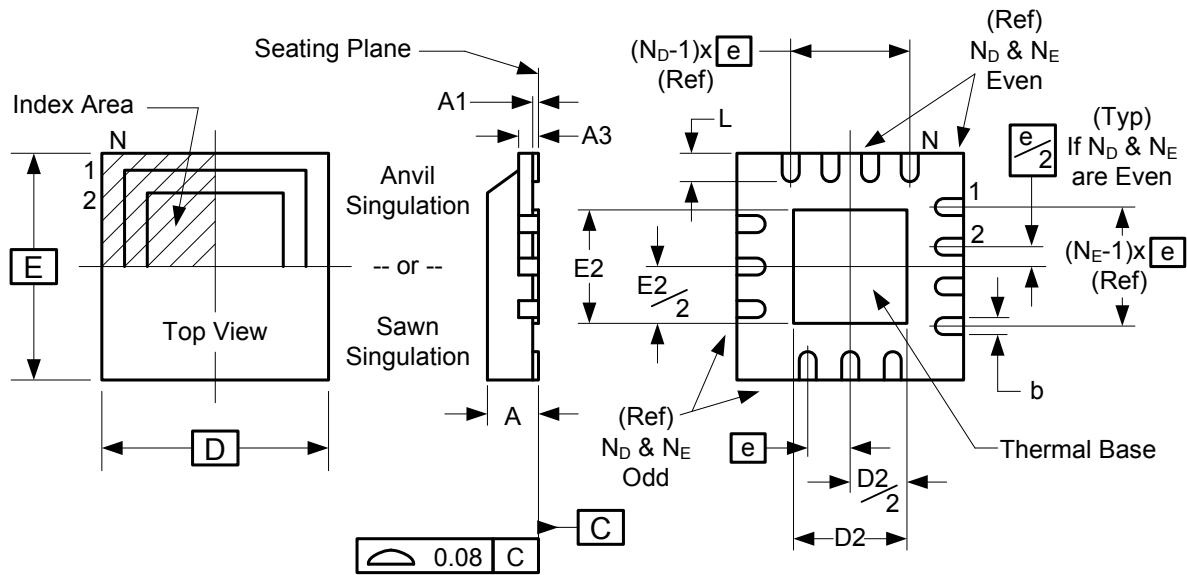 Seating Plane
Index Area
N
1
2
E
Top View
D
A1
A3
Anvil
Singulation
-- or --
Sawn
Singulation
A
0.08 C
C
(N_D-1)x e
(Ref)
(Ref)
N_D & N_E
Even
L
N
e/2
(Typ)
If N_D & N_E
are Even
1
2
(N_E-1)x e
(Ref)
E2
E2/2
b
(Ref)
N_D & N_E
Odd
e
Thermal Base
D2/2
D2